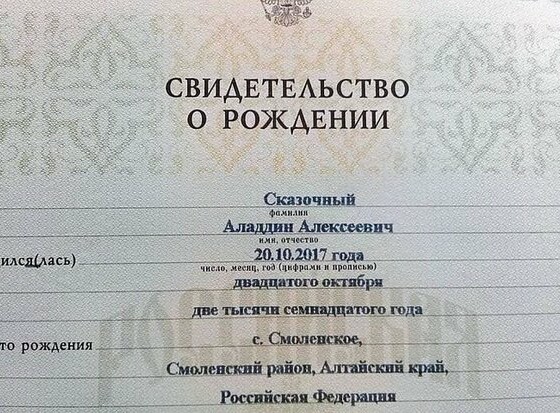 СВИДЕТЕЛЬСТВО
О РОЖДЕНИИ
Сказочный
фамилия
Аладдин Алексеевич
имя, отчество
ился(лась) 20.10.2017 года
число, месяц, год (цифрами и прописью)
двадцатого октября
две тысячи семнадцатого года
то рождения с. Смоленское,
Смоленский район, Алтайский край,
Российская Федерация